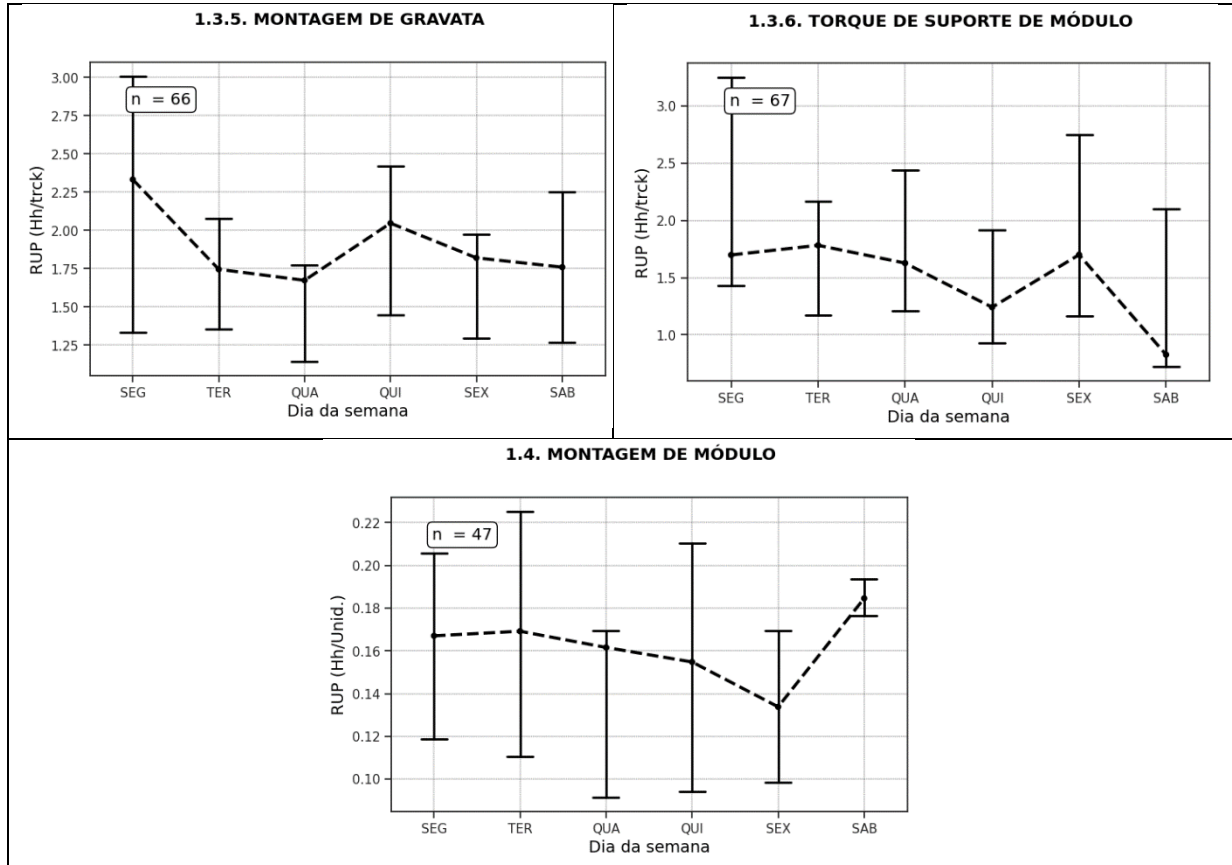 1.3.5. MONTAGEM DE GRAVATA
n = 66
RUP (Hh/trck)
3.00
2.75
2.50
2.25
2.00
1.75
1.50
1.25
SEG TER QUA QUI SEX SAB
Dia da semana
1.3.6. TORQUE DE SUPORTE DE MÓDULO
n = 67
RUP (Hh/trck)
3.0
2.5
2.0
1.5
1.0
SEG TER QUA QUI SEX SAB
Dia da semana
1.4. MONTAGEM DE MÓDULO
n = 47
RUP (Hh/Unid.)
0.22
0.20
0.18
0.16
0.14
0.12
0.10
SEG TER QUA QUI SEX SAB
Dia da semana